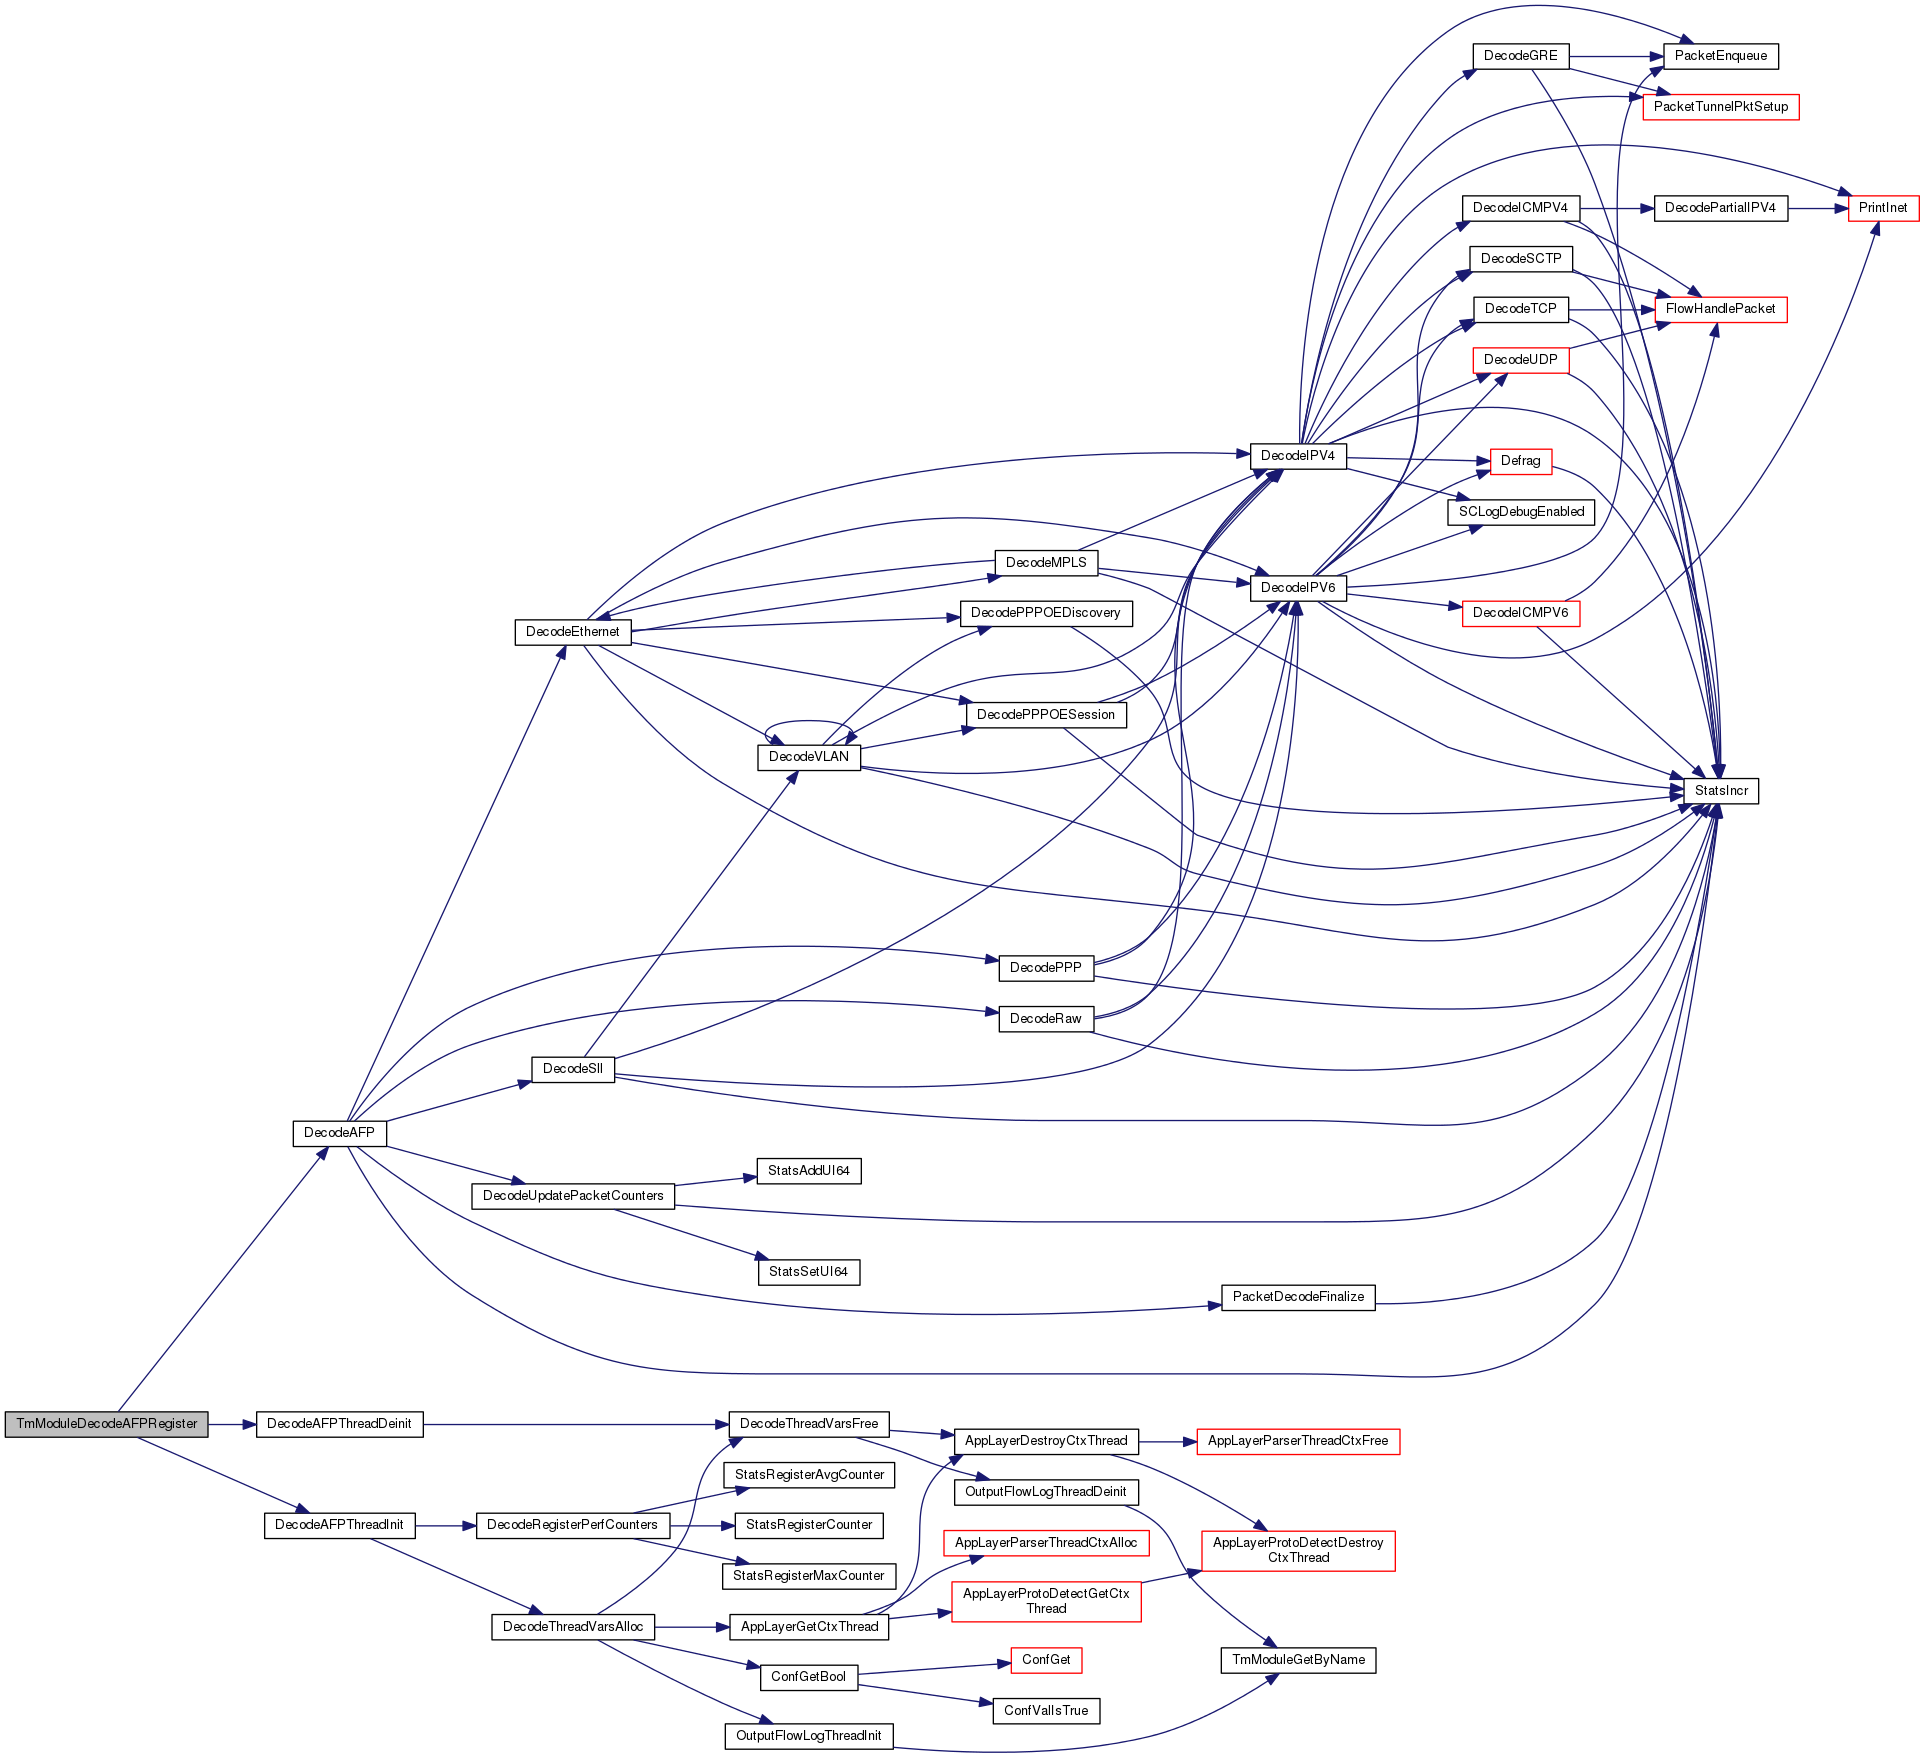 DecodeGRE
PacketEnqueue
PacketTunnelPktSetup
DecodeICMPV4
DecodePartialIPV4
PrintInet
DecodeSCTP
DecodeTCP
FlowHandlePacket
DecodeUDP
DecodeIPV4
Defrag
SCLogDebugEnabled
DecodeMPLS
DecodeIPV6
DecodePPPOEDiscovery
DecodeICMPV6
DecodeEthernet
DecodePPPOESession
DecodeVLAN
StatsIncr
DecodePPP
DecodeRaw
DecodeSll
DecodeAFP
StatsAddUI64
DecodeUpdatePacketCounters
StatsSetUI64
PacketDecodeFinalize
TmModuleDecodeAFPRegister
DecodeAFPThreadDeinit
DecodeThreadVarsFree
AppLayerDestroyCtxThread
AppLayerParserThreadCtxFree
StatsRegisterAvgCounter
OutputFlowLogThreadDeinit
DecodeAFPThreadInit
DecodeRegisterPerfCounters
StatsRegisterCounter
AppLayerParserThreadCtxAlloc
AppLayerProtoDetectDestroy
CtxThread
StatsRegisterMaxCounter
AppLayerProtoDetectGetCtx
Thread
DecodeThreadVarsAlloc
AppLayerGetCtxThread
ConfGet
TmModuleGetByName
ConfGetBool
ConfValIsTrue
OutputFlowLogThreadInit